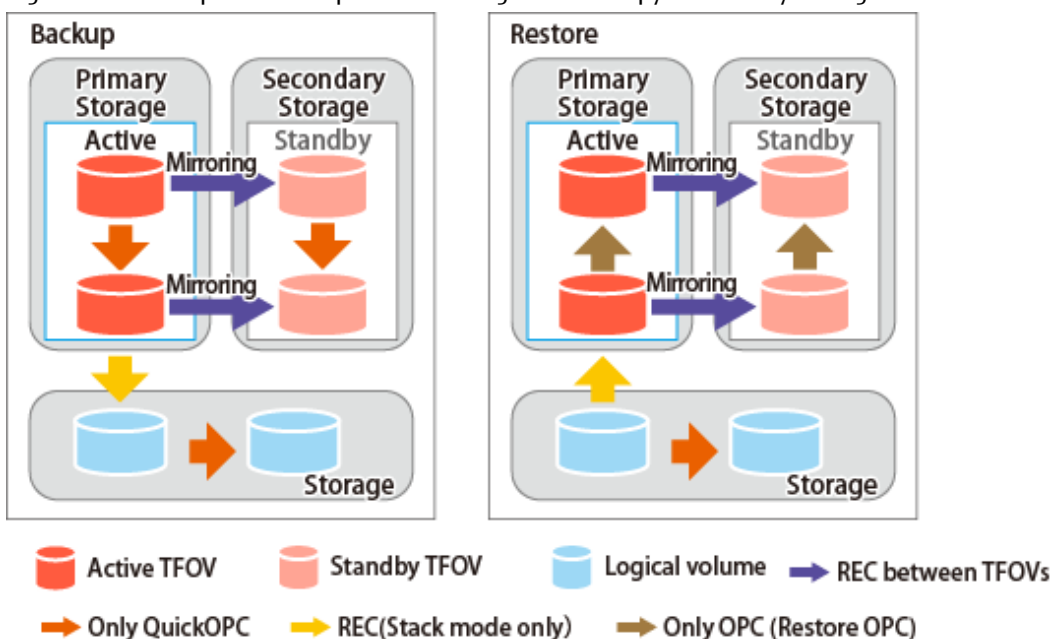 Backup
Primary Storage
Active
Secondary Storage
Standby
Mirroring
Mirroring
Storage
Restore
Primary Storage
Active
Secondary Storage
Standby
Mirroring
Mirroring
Storage
Active TFOV
Standby TFOV
Logical volume
REC between TFOVs
Only QuickOPC
REC(Stack mode only)
Only OPC (Restore OPC)